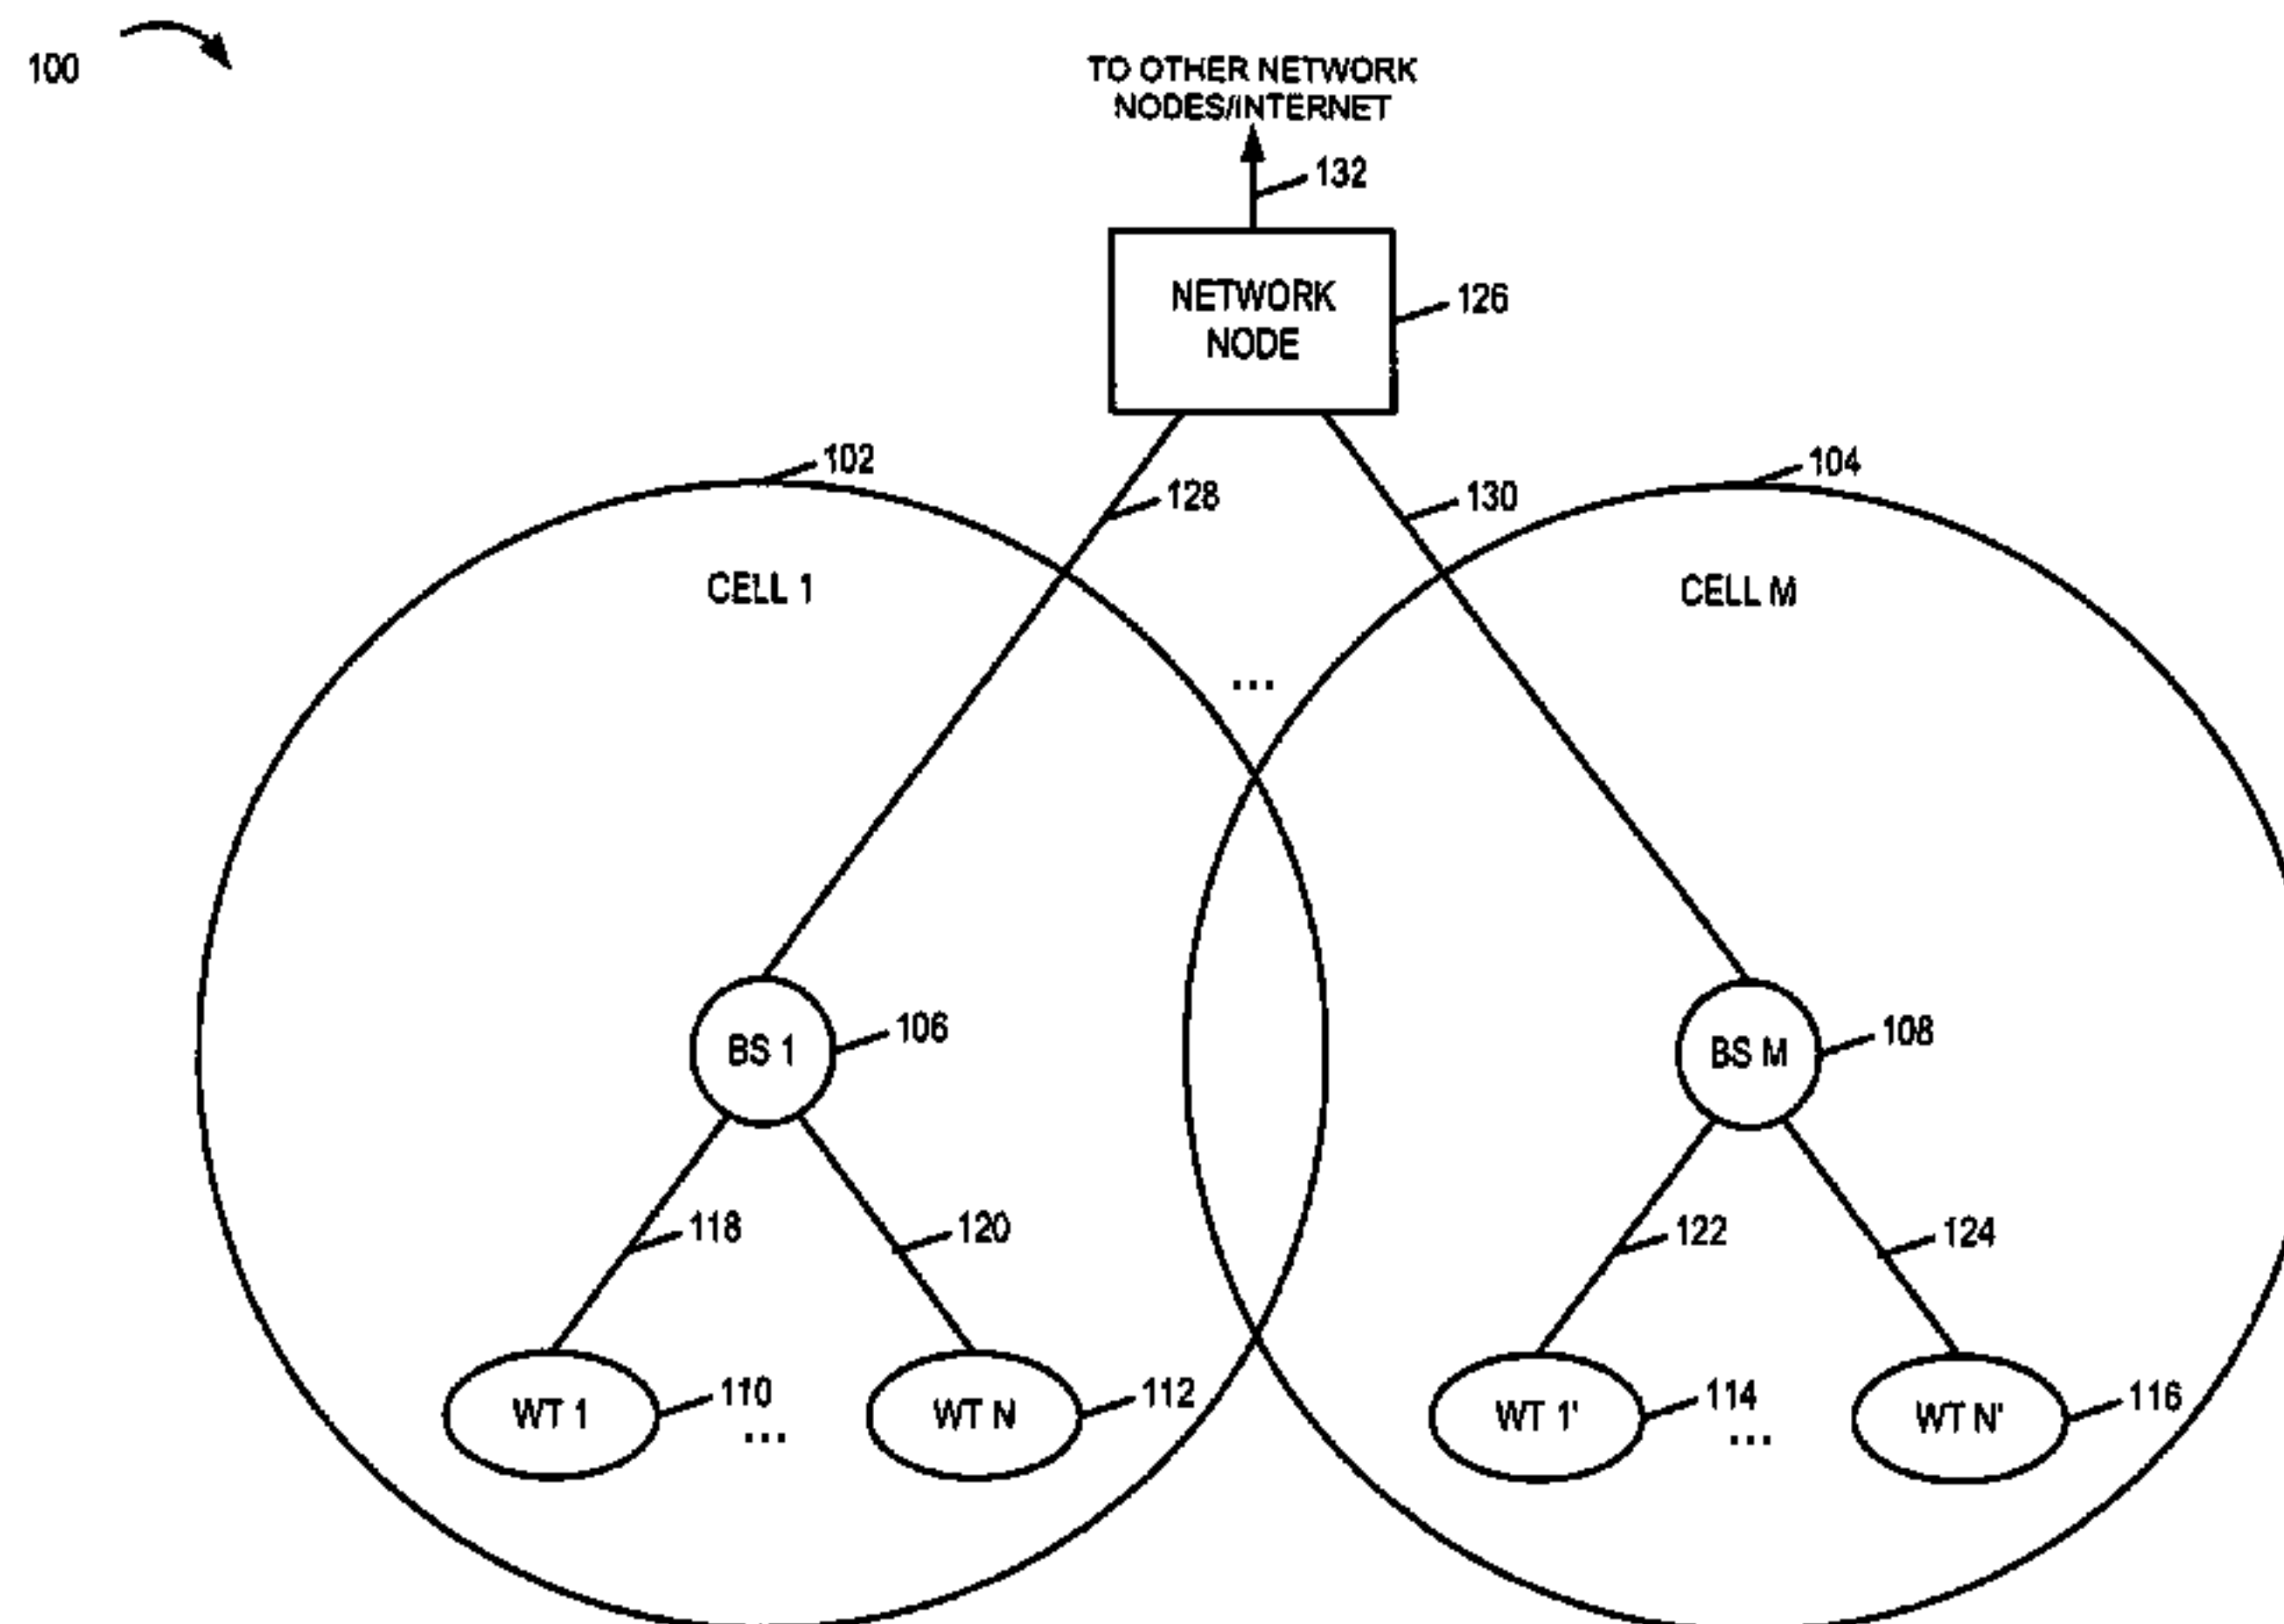 100
TO OTHER NETWORK
NODES/INTERNET
132
NETWORK
NODE
126
102
104
128
130
CELL 1
CELL M
...
BS 1
106
BS M
108
118
120
122
124
WT 1
110
...
WT N
112
WT 1'
114
...
WT N'
116